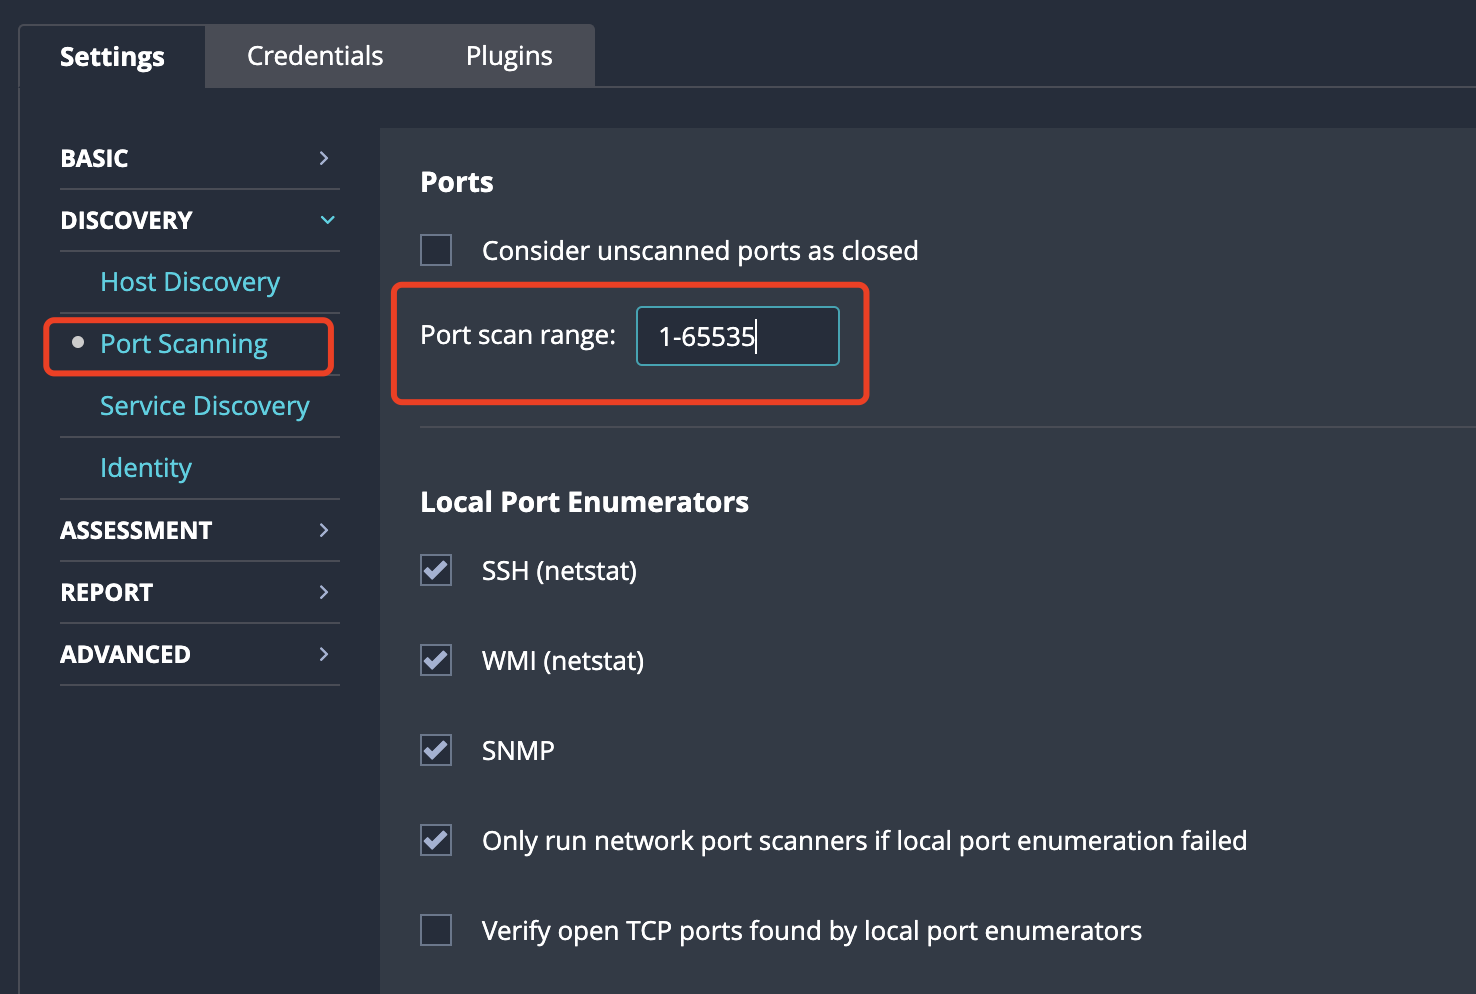 Settings
Credentials
Plugins
BASIC
DISCOVERY
Host Discovery
Port Scanning
Service Discovery
Identity
ASSESSMENT
REPORT
ADVANCED
Ports
Consider unscanned ports as closed
Port scan range: 1-65535
Local Port Enumerators
SSH (netstat)
WMI (netstat)
SNMP
Only run network port scanners if local port enumeration failed
Verify open TCP ports found by local port enumerators